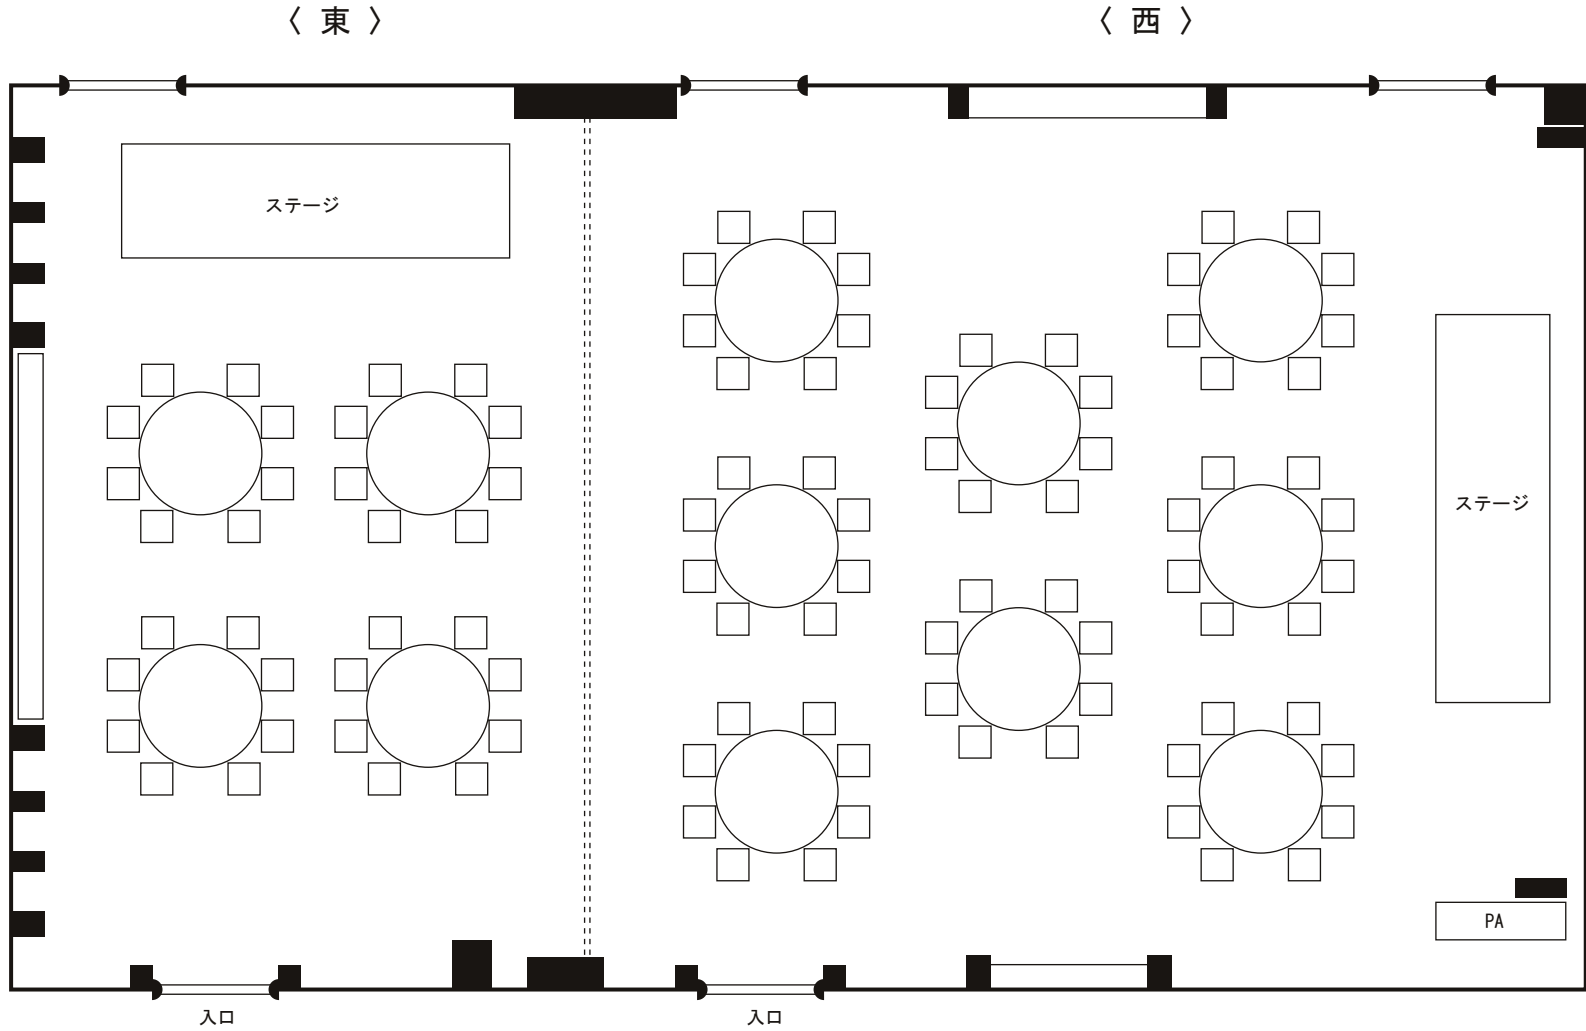 〈 東 〉
〈 西 〉
ステージ
ステージ
PA
入口
入口